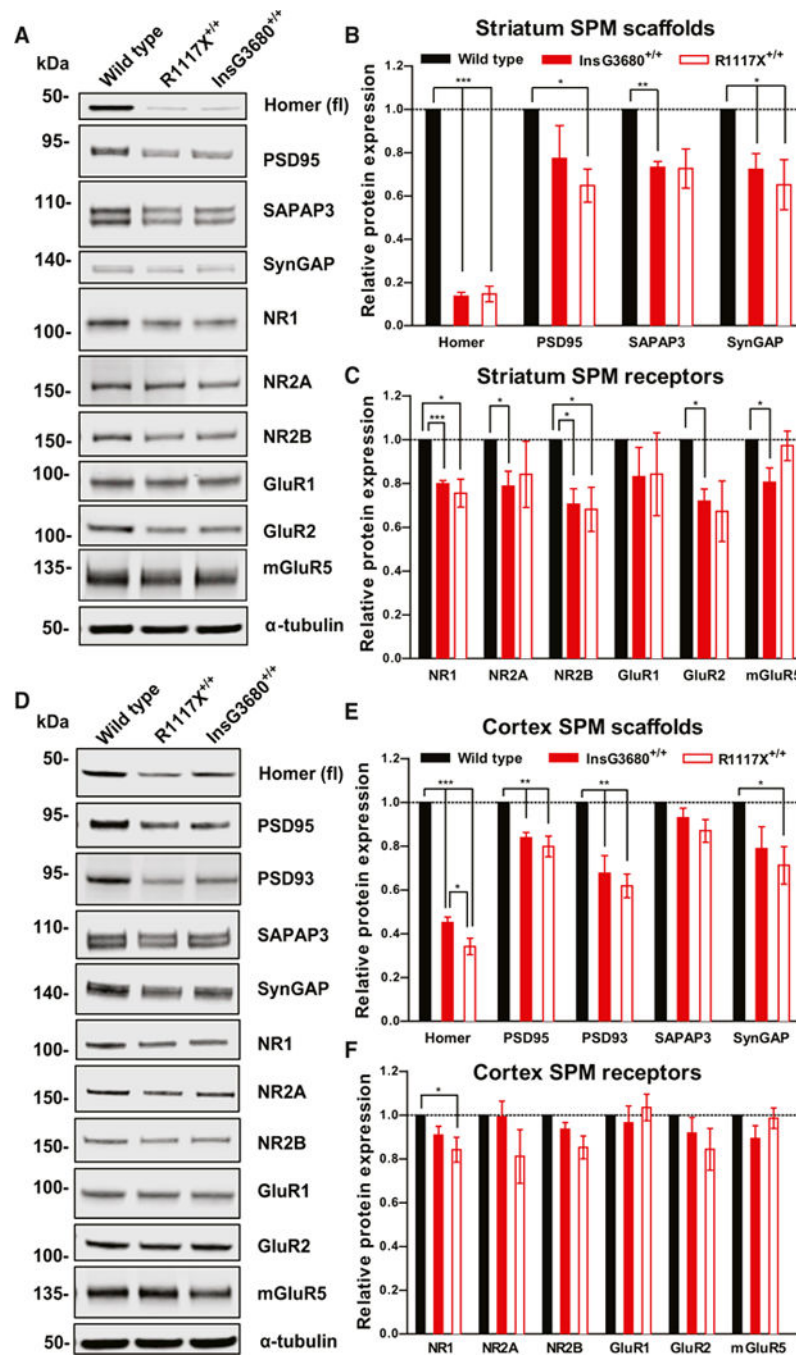 A
kDa
Wild type
R1117X+/+
InsG3680+/+
50-
Homer (fl)
95-
PSD95
110-
SAPAP3
140-
SynGAP
100-
NR1
150-
NR2A
150-
NR2B
100-
GluR1
100-
GluR2
135-
mGluR5
50-
α-tubulin
B
Striatum SPM scaffolds
Wild type
InsG3680+/+
R1117X+/+
Relative protein expression
1.2
1.0
0.8
0.6
0.4
0.2
0.0
***
*
**
*
Homer
PSD95
SAPAP3
SynGAP
C
Striatum SPM receptors
Relative protein expression
1.2
1.0
0.8
0.6
0.4
0.2
0.0
*
***
*
*
*
*
*
NR1
NR2A
NR2B
GluR1
GluR2
mGluR5
D
kDa
Wild type
R1117X+/+
InsG3680+/+
50-
Homer (fl)
95-
PSD95
95-
PSD93
110-
SAPAP3
140-
SynGAP
100-
NR1
150-
NR2A
150-
NR2B
100-
GluR1
100-
GluR2
135-
mGluR5
50-
α-tubulin
E
Cortex SPM scaffolds
Wild type
InsG3680+/+
R1117X+/+
Relative protein expression
1.2
1.0
0.8
0.6
0.4
0.2
0.0
***
*
**
**
*
Homer
PSD95
PSD93
SAPAP3
SynGAP
F
Cortex SPM receptors
Relative protein expression
1.2
1.0
0.8
0.6
0.4
0.2
0.0
*
NR1
NR2A
NR2B
GluR1
GluR2
mGluR5